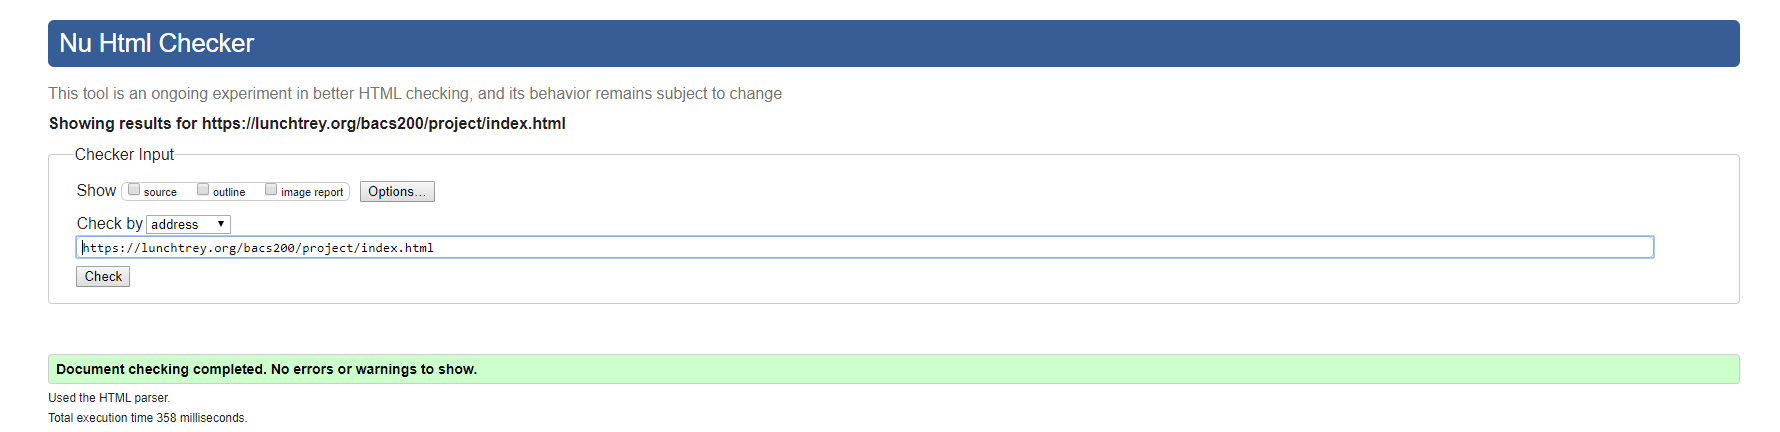 Nu Html Checker
This tool is an ongoing experiment in better HTML checking, and its behavior remains subject to change
Showing results for https://lunchtrey.org/bacs200/project/index.html
Checker Input
Show source outline image report Options...
Check by address
https://lunchtrey.org/bacs200/project/index.html
Check
Document checking completed. No errors or warnings to show.
Used the HTML parser.
Total execution time 358 milliseconds.